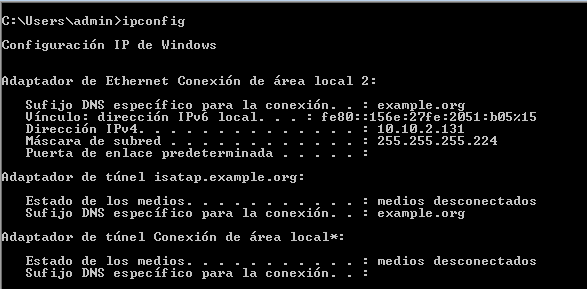 C:\Users\admin>ipconfig
Configuración IP de Windows
Adaptador de Ethernet Conexión de área local 2:
Sufijo DNS específico para la conexión. . : example.org
Vínculo: dirección IPv6 local. . . : fe80::156e:27fe:2051:b05%15
Dirección IPv4. . . . . . . . . . . . . . : 10.10.2.131
Máscara de subred . . . . . . . . . . . . : 255.255.255.224
Puerta de enlace predeterminada . . . . . :
Adaptador de túnel isatap.example.org:
Estado de los medios. . . . . . . . . . . : medios desconectados
Sufijo DNS específico para la conexión. . : example.org
Adaptador de túnel Conexión de área local*:
Estado de los medios. . . . . . . . . . . : medios desconectados
Sufijo DNS específico para la conexión. . :